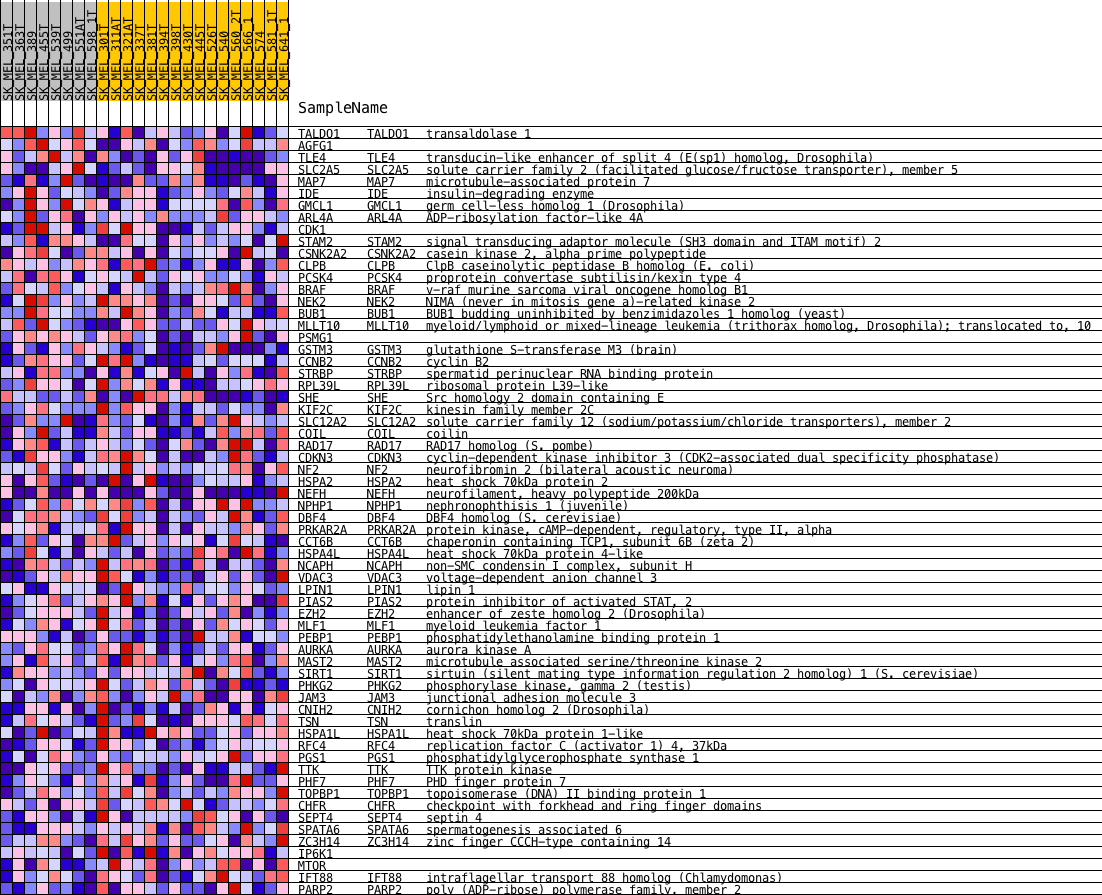 SK_MEL_351T
SK_MEL_363T
SK_MEL_389
SK_MEL_455T
SK_MEL_539T
SK_MEL_499
SK_MEL_551AT
SK_MEL_598_1T
SK_MEL_301T
SK_MEL_311AT
SK_MEL_321AT
SK_MEL_337T
SK_MEL_381T
SK_MEL_394T
SK_MEL_398T
SK_MEL_430T
SK_MEL_445T
SK_MEL_526T
SK_MEL_540
SK_MEL_560_2T
SK_MEL_566_1
SK_MEL_574
SK_MEL_581_1T
SK_MEL_641_1
SampleName
TALDO1 TALDO1 transaldolase 1
AGFG1
TLE4 TLE4 transducin-like enhancer of split 4 (E(sp1) homolog, Drosophila)
SLC2A5 SLC2A5 solute carrier family 2 (facilitated glucose/fructose transporter), member 5
MAP7 MAP7 microtubule-associated protein 7
IDE IDE insulin-degrading enzyme
GMCL1 GMCL1 germ cell-less homolog 1 (Drosophila)
ARL4A ARL4A ADP-ribosylation factor-like 4A
CDK1
STAM2 STAM2 signal transducing adaptor molecule (SH3 domain and ITAM motif) 2
CSNK2A2 CSNK2A2 casein kinase 2, alpha prime polypeptide
CLPB CLPB ClpB caseinolytic peptidase B homolog (E. coli)
PCSK4 PCSK4 proprotein convertase subtilisin/kexin type 4
BRAF BRAF v-raf murine sarcoma viral oncogene homolog B1
NEK2 NEK2 NIMA (never in mitosis gene a)-related kinase 2
BUB1 BUB1 BUB1 budding uninhibited by benzimidazoles 1 homolog (yeast)
MLLT10 MLLT10 myeloid/lymphoid or mixed-lineage leukemia (trithorax homolog, Drosophila); translocated to, 10
PSMG1
GSTM3 GSTM3 glutathione S-transferase M3 (brain)
CCNB2 CCNB2 cyclin B2
STRBP STRBP spermatid perinuclear RNA binding protein
RPL39L RPL39L ribosomal protein L39-like
SHE SHE Src homology 2 domain containing E
KIF2C KIF2C kinesin family member 2C
SLC12A2 SLC12A2 solute carrier family 12 (sodium/potassium/chloride transporters), member 2
COIL COIL coilin
RAD17 RAD17 RAD17 homolog (S. pombe)
CDKN3 CDKN3 cyclin-dependent kinase inhibitor 3 (CDK2-associated dual specificity phosphatase)
NF2 NF2 neurofibromin 2 (bilateral acoustic neuroma)
HSPA2 HSPA2 heat shock 70kDa protein 2
NEFH NEFH neurofilament, heavy polypeptide 200kDa
NPHP1 NPHP1 nephronophthisis 1 (juvenile)
DBF4 DBF4 DBF4 homolog (S. cerevisiae)
PRKAR2A PRKAR2A protein kinase, cAMP-dependent, regulatory, type II, alpha
CCT6B CCT6B chaperonin containing TCP1, subunit 6B (zeta 2)
HSPA4L HSPA4L heat shock 70kDa protein 4-like
NCAPH NCAPH non-SMC condensin I complex, subunit H
VDAC3 VDAC3 voltage-dependent anion channel 3
LPIN1 LPIN1 lipin 1
PIAS2 PIAS2 protein inhibitor of activated STAT, 2
EZH2 EZH2 enhancer of zeste homolog 2 (Drosophila)
MLF1 MLF1 myeloid leukemia factor 1
PEBP1 PEBP1 phosphatidylethanolamine binding protein 1
AURKA AURKA aurora kinase A
MAST2 MAST2 microtubule associated serine/threonine kinase 2
SIRT1 SIRT1 sirtuin (silent mating type information regulation 2 homolog) 1 (S. cerevisiae)
PHKG2 PHKG2 phosphorylase kinase, gamma 2 (testis)
JAM3 JAM3 junctional adhesion molecule 3
CNIH2 CNIH2 cornichon homolog 2 (Drosophila)
TSN TSN translin
HSPA1L HSPA1L heat shock 70kDa protein 1-like
RFC4 RFC4 replication factor C (activator 1) 4, 37kDa
PGS1 PGS1 phosphatidylglycerophosphate synthase 1
TTK TTK TTK protein kinase
PHF7 PHF7 PHD finger protein 7
TOPBP1 TOPBP1 topoisomerase (DNA) II binding protein 1
CHFR CHFR checkpoint with forkhead and ring finger domains
SEPT4 SEPT4 septin 4
SPATA6 SPATA6 spermatogenesis associated 6
ZC3H14 ZC3H14 zinc finger CCCH-type containing 14
IP6K1
MTOR
IFT88 IFT88 intraflagellar transport 88 homolog (Chlamydomonas)
PARP2 PARP2 poly (ADP-ribose) polymerase family, member 2